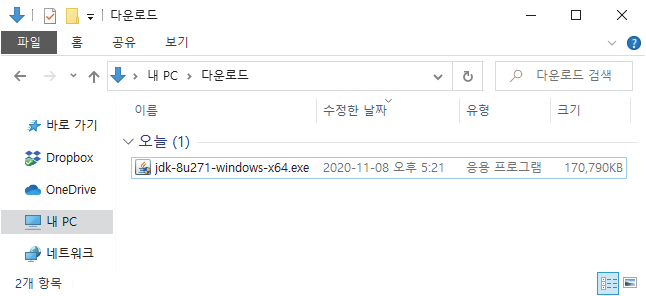 다운로드
파일 홈 공유 보기
내 PC 다운로드 다운로드 검색
이름 수정한 날짜 유형 크기
바로 가기
오늘 (1)
Dropbox
jdk-8u271-windows-x64.exe 2020-11-08 오후 5:21 응용 프로그램 170,790KB
OneDrive
내 PC
네트워크
2개 항목